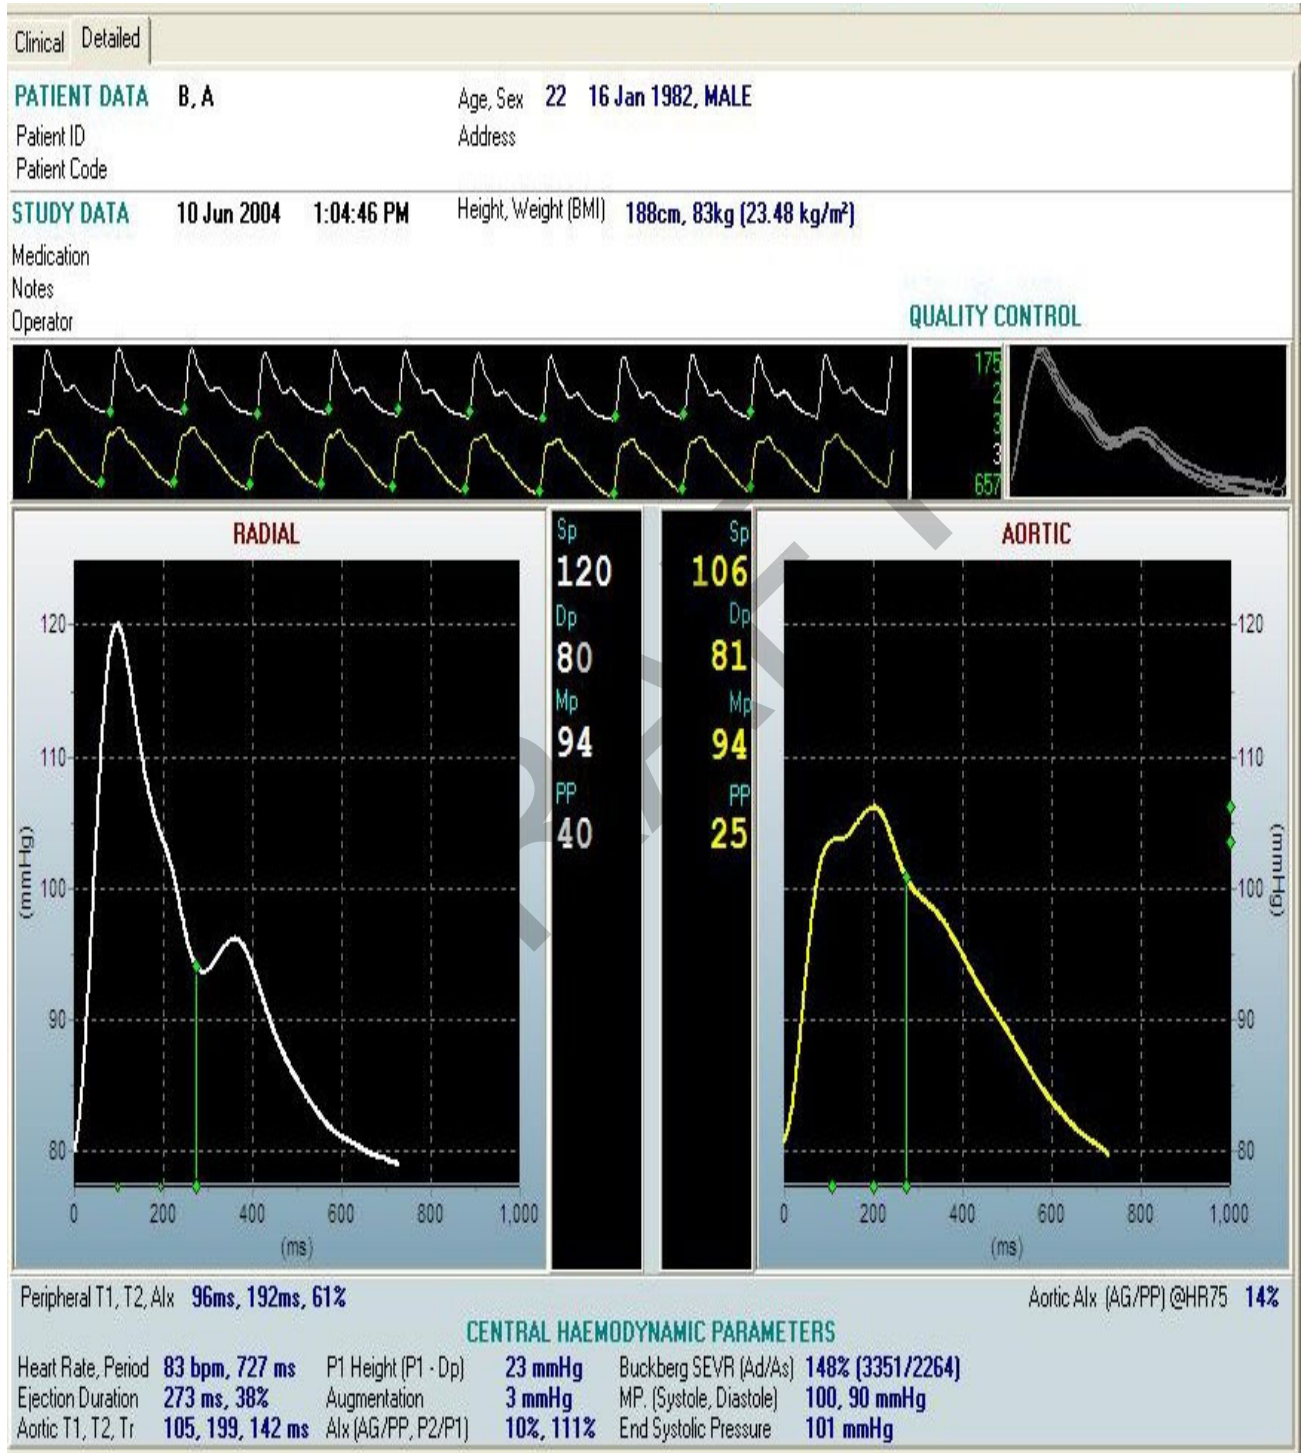 Clinical Detailed
PATIENT DATA B, A Age, Sex 22 16 Jan 1982, MALE
Patient ID Address
Patient Code
STUDY DATA 10 Jun 2004 1:04:46 PM Height, Weight (BMI) 188cm, 83kg (23.48 kg/m²)
Medication
Notes
Operator
QUALITY CONTROL
175
2
3
3
657
RADIAL
120
110
100
90
80
(mmHg)
0 200 400 600 800 1,000
(ms)
Sp
120
Dp
80
Mp
94
PP
40
Sp
106
Dp
81
Mp
94
PP
25
AORTIC
120
110
100
90
80
(mmHg)
0 200 400 600 800 1,000
(ms)
Peripheral T1, T2, AIx 96ms, 192ms, 61% Aortic AIx (AG/PP) @HR75 14%
CENTRAL HAEMODYNAMIC PARAMETERS
Heart Rate, Period 83 bpm, 727 ms P1 Height (P1 - Dp) 23 mmHg Buckberg SEVR (Ad/As) 148% (3351/2264)
Ejection Duration 273 ms, 38% Augmentation 3 mmHg MP. (Systole, Diastole) 100, 90 mmHg
Aortic T1, T2, Tr 105, 199, 142 ms AIx (AG/PP, P2/P1) 10%, 111% End Systolic Pressure 101 mmHg